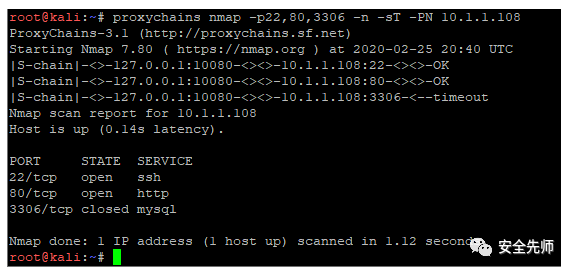 root@kali:~# proxychains nmap -p22,80,3306 -n -sT -PN 10.1.1.108
ProxyChains-3.1 (http://proxychains.sf.net)
Starting Nmap 7.80 ( https://nmap.org ) at 2020-02-25 20:40 UTC
|S-chain|-<>-127.0.0.1:10080-<><>-10.1.1.108:22-<><>-OK
|S-chain|-<>-127.0.0.1:10080-<><>-10.1.1.108:80-<><>-OK
|S-chain|-<>-127.0.0.1:10080-<><>-10.1.1.108:3306-<--timeout
Nmap scan report for 10.1.1.108
Host is up (0.14s latency).
PORT STATE SERVICE
22/tcp open ssh
80/tcp open http
3306/tcp closed mysql
Nmap done: 1 IP address (1 host up) scanned in 1.12 second
安全先师
root@kali:~#